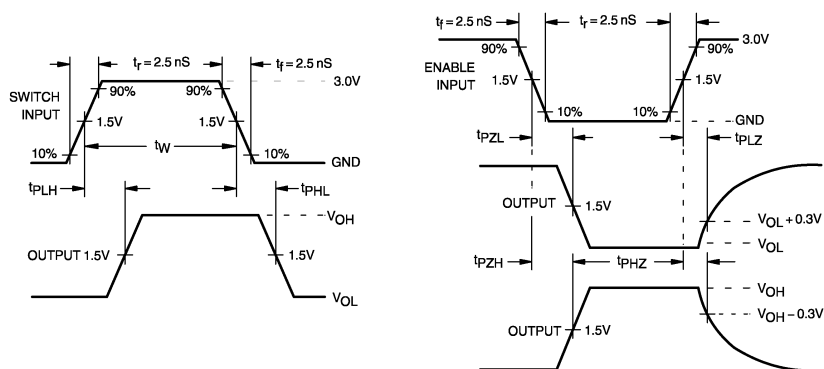 tr = 2.5 nS
tf = 2.5 nS
3.0V
90%
90%
SWITCH
INPUT
1.5V
1.5V
tW
10%
10%
GND
tPLH
tPHL
VOH
OUTPUT 1.5V
1.5V
VOL
tf = 2.5 nS
tr = 2.5 nS
3.0V
90%
90%
ENABLE
INPUT
1.5V
1.5V
10%
10%
GND
tPZL
tPLZ
OUTPUT
1.5V
VOL + 0.3V
VOL
tPZH
tPHZ
VOH
VOH – 0.3V
OUTPUT
1.5V